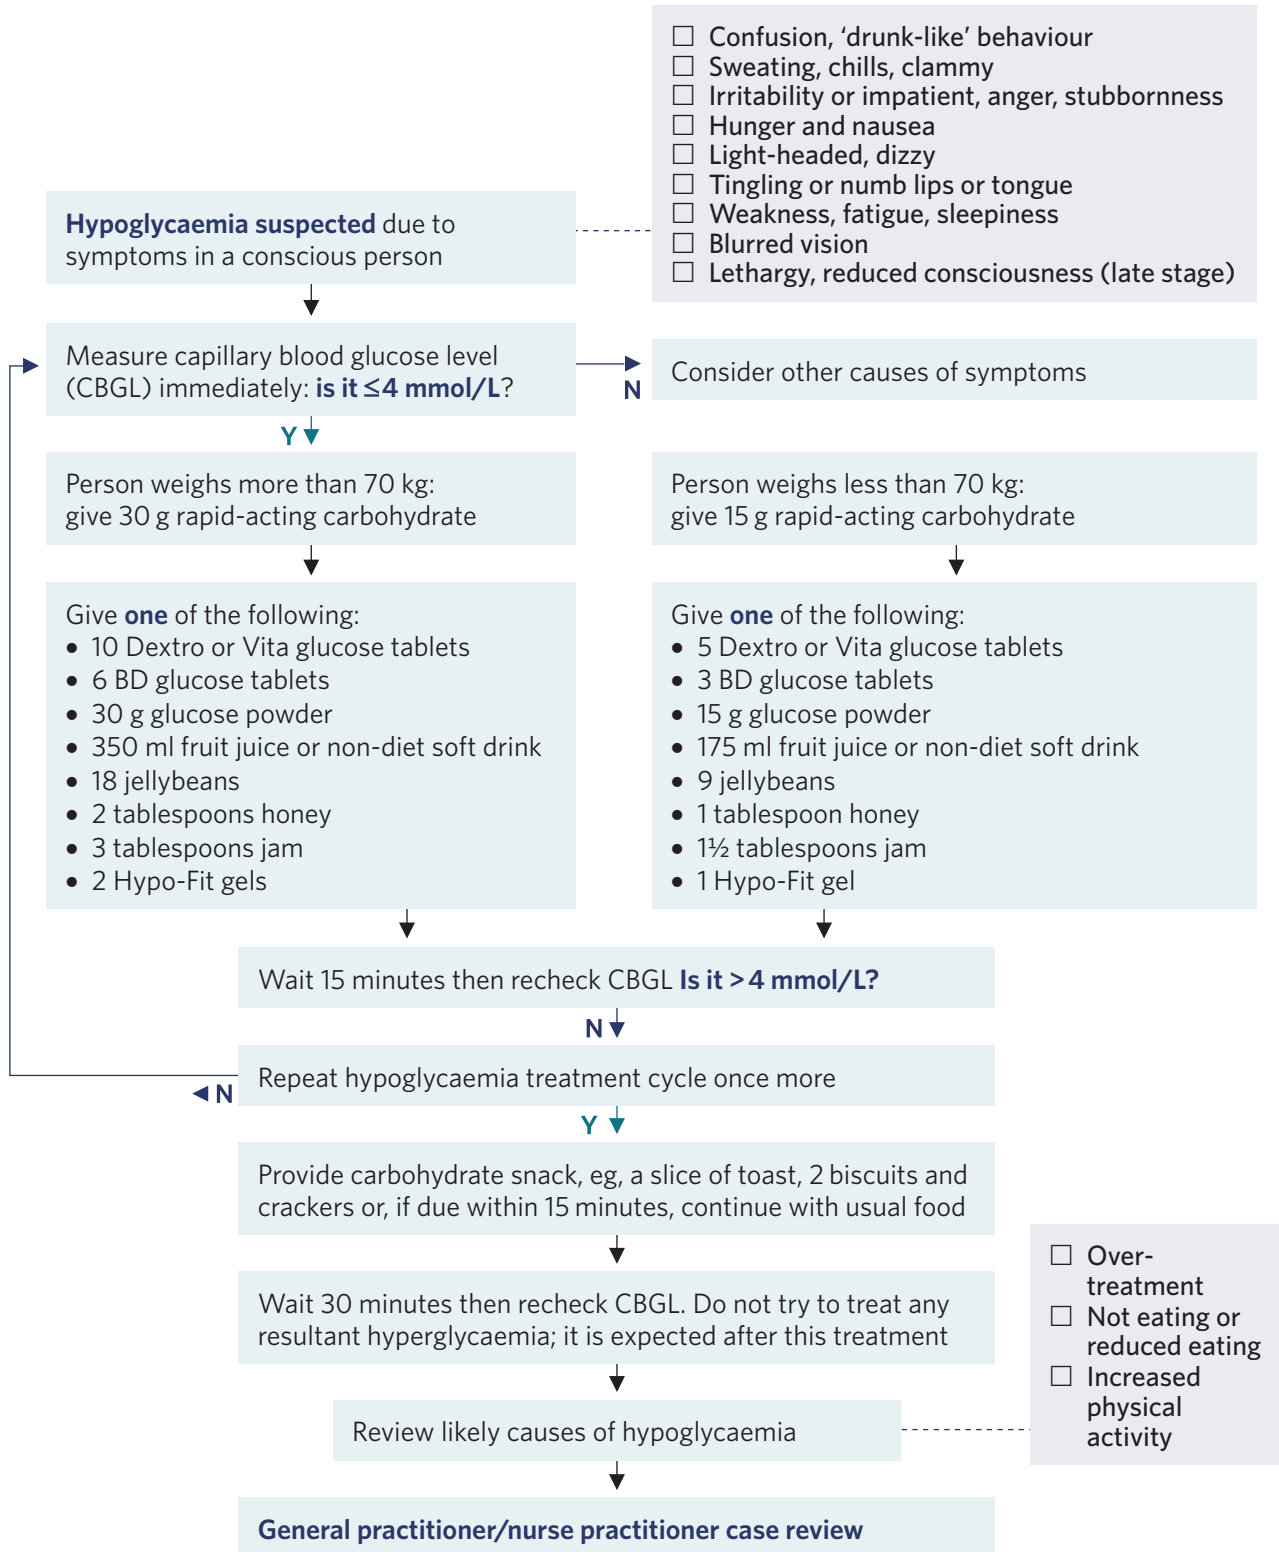 ☐ Confusion, ‘drunk-like’ behaviour
☐ Sweating, chills, clammy
☐ Irritability or impatient, anger, stubbornness
☐ Hunger and nausea
☐ Light-headed, dizzy
☐ Tingling or numb lips or tongue
☐ Weakness, fatigue, sleepiness
☐ Blurred vision
☐ Lethargy, reduced consciousness (late stage)
Hypoglycaemia suspected due to
symptoms in a conscious person
Measure capillary blood glucose level
(CBGL) immediately: is it ≤4 mmol/L?
N
Consider other causes of symptoms
Y
Person weighs more than 70 kg:
give 30 g rapid-acting carbohydrate
Person weighs less than 70 kg:
give 15 g rapid-acting carbohydrate
Give one of the following:
• 10 Dextro or Vita glucose tablets
• 6 BD glucose tablets
• 30 g glucose powder
• 350 ml fruit juice or non-diet soft drink
• 18 jellybeans
• 2 tablespoons honey
• 3 tablespoons jam
• 2 Hypo-Fit gels
Give one of the following:
• 5 Dextro or Vita glucose tablets
• 3 BD glucose tablets
• 15 g glucose powder
• 175 ml fruit juice or non-diet soft drink
• 9 jellybeans
• 1 tablespoon honey
• 1½ tablespoons jam
• 1 Hypo-Fit gel
Wait 15 minutes then recheck CBGL Is it >4 mmol/L?
N
Repeat hypoglycaemia treatment cycle once more
N
Y
Provide carbohydrate snack, eg, a slice of toast, 2 biscuits and
crackers or, if due within 15 minutes, continue with usual food
Wait 30 minutes then recheck CBGL. Do not try to treat any
resultant hyperglycaemia; it is expected after this treatment
☐ Over-
treatment
☐ Not eating or
reduced eating
☐ Increased
physical
activity
Review likely causes of hypoglycaemia
General practitioner/nurse practitioner case review